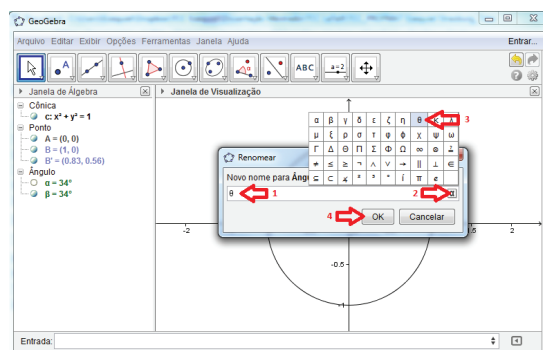 GeoGebra
Arquivo Editar Exibir Opções Ferramentas Janela Ajuda
Entrar...
A
ABC
a=2
Janela de Álgebra
Janela de Visualização
Cônica
c: x² + y² = 1
Ponto
A = (0, 0)
B = (1, 0)
B' = (0.83, 0.56)
Ângulo
α = 34°
β = 34°
α β γ δ ε ζ η θ κ λ
3
μ ξ ρ σ τ φ ϕ χ ψ ω
Γ Δ Θ Π Σ Φ Ω ∞ ⊗
≠ ≤ ≥ ¬ ∧ ∨ → ∥ ⊥ ∈
⊆ ⊂ ∡ ² ³ ° í π e
Renomear
Novo nome para Ângu
θ
1
2
α
4
OK
Cancelar
-2
2
-0.5
-1
Entrada: